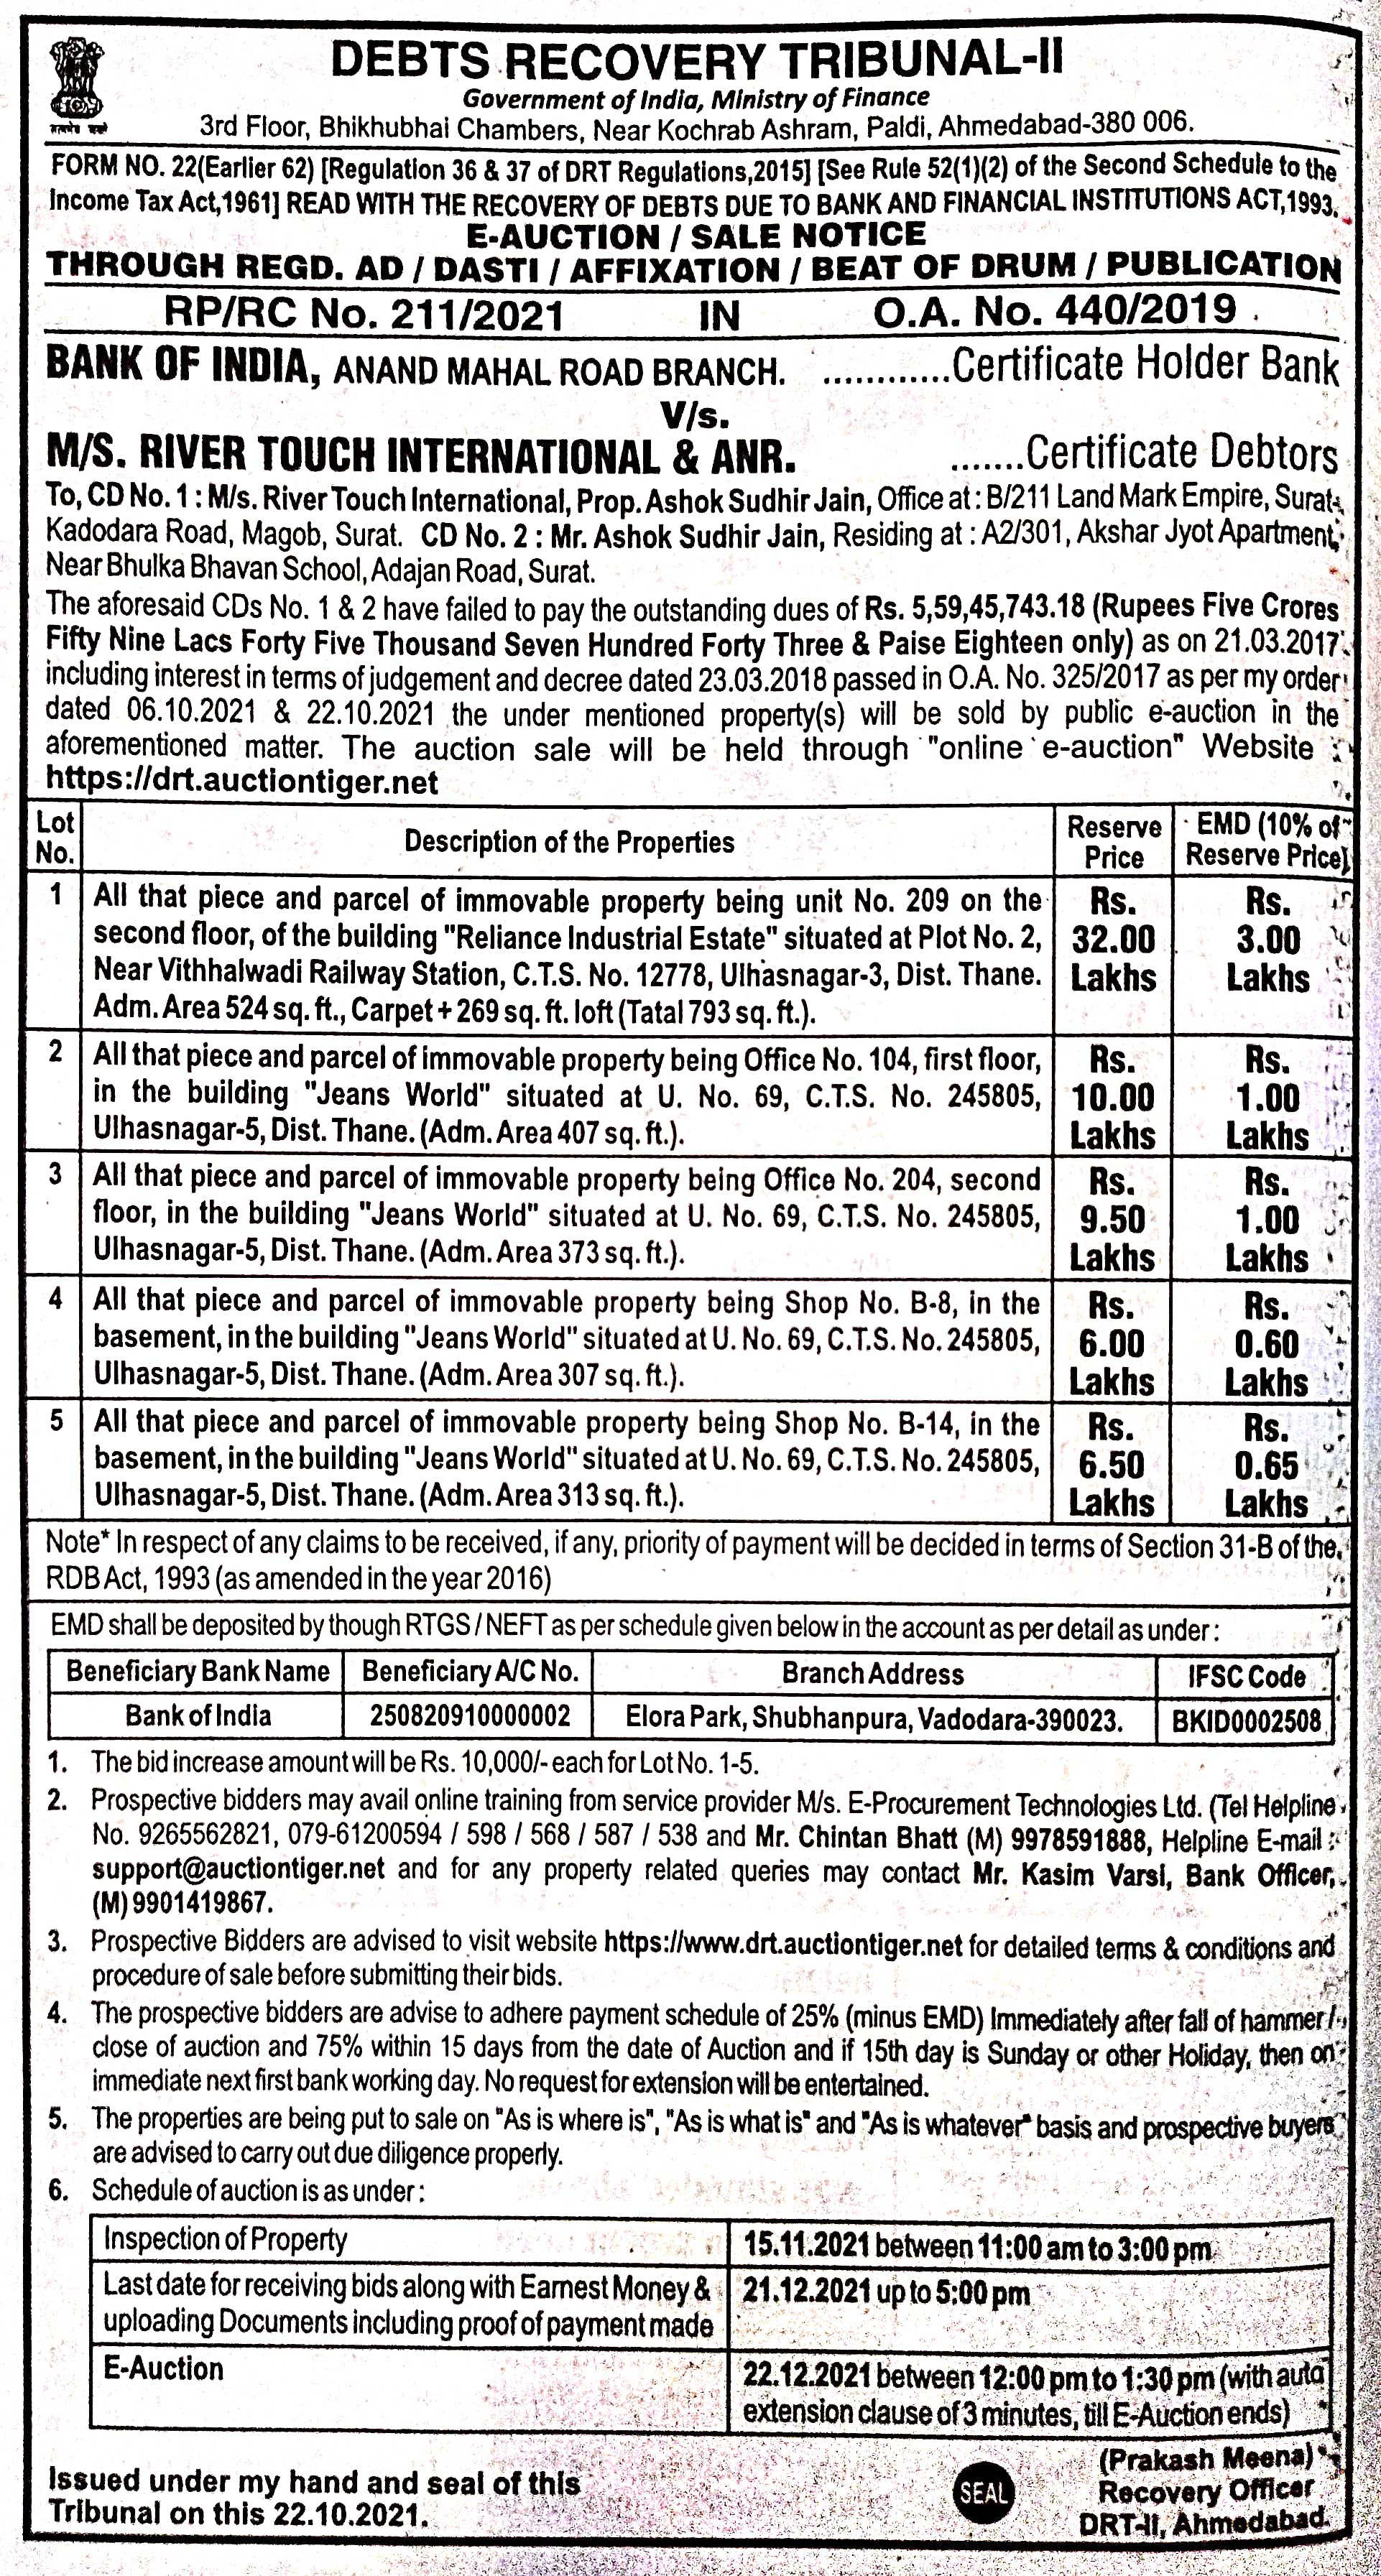 सत्यमेव जयते
DEBTS RECOVERY TRIBUNAL-II
Government of India, Ministry of Finance
3rd Floor, Bhikhubhai Chambers, Near Kochrab Ashram, Paldi, Ahmedabad-380 006.
FORM NO. 22(Earlier 62) [Regulation 36 & 37 of DRT Regulations,2015] [See Rule 52(1)(2) of the Second Schedule to the
Income Tax Act,1961] READ WITH THE RECOVERY OF DEBTS DUE TO BANK AND FINANCIAL INSTITUTIONS ACT,1993.
E-AUCTION / SALE NOTICE
THROUGH REGD. AD / DASTI / AFFIXATION / BEAT OF DRUM / PUBLICATION
RP/RC No. 211/2021 IN O.A. No. 440/2019
BANK OF INDIA, ANAND MAHAL ROAD BRANCH. ............Certificate Holder Bank
V/s.
M/S. RIVER TOUCH INTERNATIONAL & ANR. .......Certificate Debtors
To, CD No. 1 : M/s. River Touch International, Prop. Ashok Sudhir Jain, Office at : B/211 Land Mark Empire, Surat-
Kadodara Road, Magob, Surat. CD No. 2 : Mr. Ashok Sudhir Jain, Residing at : A2/301, Akshar Jyot Apartment,
Near Bhulka Bhavan School, Adajan Road, Surat.
The aforesaid CDs No. 1 & 2 have failed to pay the outstanding dues of Rs. 5,59,45,743.18 (Rupees Five Crores
Fifty Nine Lacs Forty Five Thousand Seven Hundred Forty Three & Paise Eighteen only) as on 21.03.2017
including interest in terms of judgement and decree dated 23.03.2018 passed in O.A. No. 325/2017 as per my order
dated 06.10.2021 & 22.10.2021 the under mentioned property(s) will be sold by public e-auction in the
aforementioned matter. The auction sale will be held through "online e-auction" Website :
https://drt.auctiontiger.net
Lot No. Description of the Properties Reserve Price EMD (10% of Reserve Price)
1 All that piece and parcel of immovable property being unit No. 209 on the Rs. Rs.
second floor, of the building "Reliance Industrial Estate" situated at Plot No. 2, 32.00 3.00
Near Vithhalwadi Railway Station, C.T.S. No. 12778, Ulhasnagar-3, Dist. Thane. Lakhs Lakhs
Adm. Area 524 sq. ft., Carpet + 269 sq. ft. loft (Tatal 793 sq. ft.).
2 All that piece and parcel of immovable property being Office No. 104, first floor, Rs. Rs.
in the building "Jeans World" situated at U. No. 69, C.T.S. No. 245805, 10.00 1.00
Ulhasnagar-5, Dist. Thane. (Adm. Area 407 sq. ft.). Lakhs Lakhs
3 All that piece and parcel of immovable property being Office No. 204, second Rs. Rs.
floor, in the building "Jeans World" situated at U. No. 69, C.T.S. No. 245805, 9.50 1.00
Ulhasnagar-5, Dist. Thane. (Adm. Area 373 sq. ft.). Lakhs Lakhs
4 All that piece and parcel of immovable property being Shop No. B-8, in the Rs. Rs.
basement, in the building "Jeans World" situated at U. No. 69, C.T.S. No. 245805, 6.00 0.60
Ulhasnagar-5, Dist. Thane. (Adm. Area 307 sq. ft.). Lakhs Lakhs
5 All that piece and parcel of immovable property being Shop No. B-14, in the Rs. Rs.
basement, in the building "Jeans World" situated at U. No. 69, C.T.S. No. 245805, 6.50 0.65
Ulhasnagar-5, Dist. Thane. (Adm. Area 313 sq. ft.). Lakhs Lakhs
Note* In respect of any claims to be received, if any, priority of payment will be decided in terms of Section 31-B of the
RDB Act, 1993 (as amended in the year 2016)
EMD shall be deposited by though RTGS / NEFT as per schedule given below in the account as per detail as under :
Beneficiary Bank Name Beneficiary A/C No. Branch Address IFSC Code
Bank of India 250820910000002 Elora Park, Shubhanpura, Vadodara-390023. BKID0002508
1. The bid increase amount will be Rs. 10,000/- each for Lot No. 1-5.
2. Prospective bidders may avail online training from service provider M/s. E-Procurement Technologies Ltd. (Tel Helpline
No. 9265562821, 079-61200594 / 598 / 568 / 587 / 538 and Mr. Chintan Bhatt (M) 9978591888, Helpline E-mail :
support@auctiontiger.net and for any property related queries may contact Mr. Kasim Varsi, Bank Officer,
(M) 9901419867.
3. Prospective Bidders are advised to visit website https://www.drt.auctiontiger.net for detailed terms & conditions and
procedure of sale before submitting their bids.
4. The prospective bidders are advise to adhere payment schedule of 25% (minus EMD) Immediately after fall of hammer/
close of auction and 75% within 15 days from the date of Auction and if 15th day is Sunday or other Holiday, then on
immediate next first bank working day. No request for extension will be entertained.
5. The properties are being put to sale on "As is where is", "As is what is" and "As is whatever" basis and prospective buyers
are advised to carry out due diligence properly.
6. Schedule of auction is as under :
Inspection of Property 15.11.2021 between 11:00 am to 3:00 pm
Last date for receiving bids along with Earnest Money & 21.12.2021 up to 5:00 pm
uploading Documents including proof of payment made
E-Auction 22.12.2021 between 12:00 pm to 1:30 pm (with auto
extension clause of 3 minutes, till E-Auction ends)
(Prakash Meena)
Issued under my hand and seal of this SEAL Recovery Officer
Tribunal on this 22.10.2021. DRT-II, Ahmedabad.